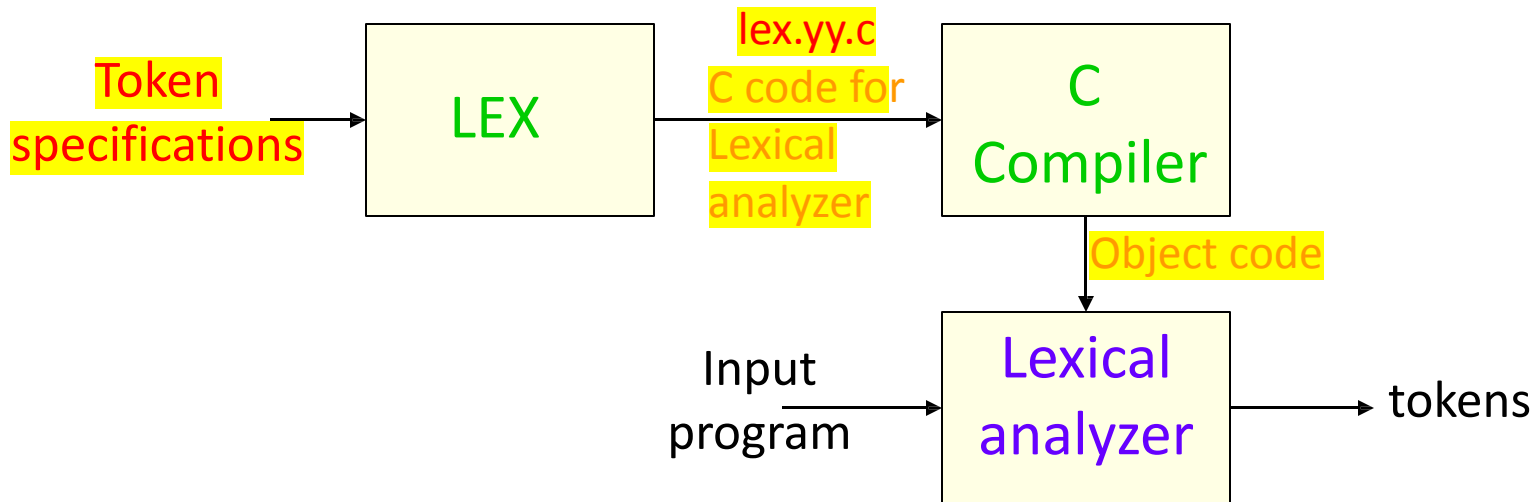 Token
specifications
LEX
lex.yy.c
C code for
Lexical
analyzer
C
Compiler
Object code
Input
program
Lexical
analyzer
tokens